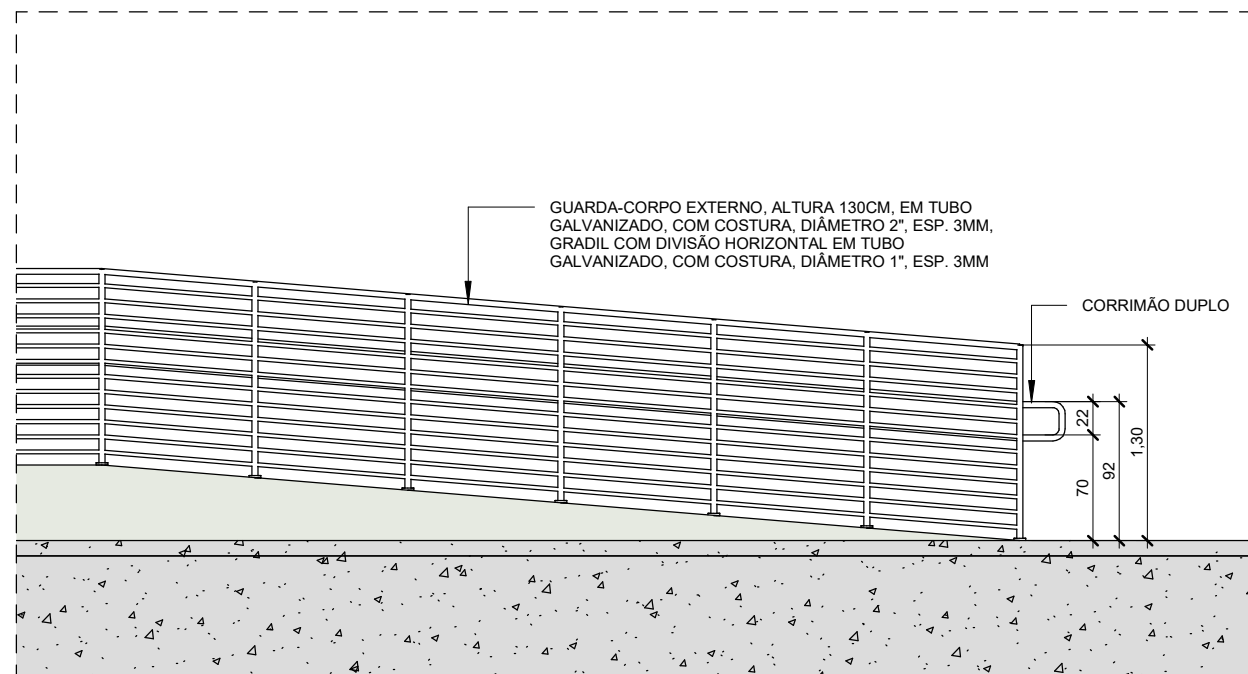 GUARDA-CORPO EXTERNO, ALTURA 130CM, EM TUBO
GALVANIZADO, COM COSTURA, DIÂMETRO 2", ESP. 3MM,
GRADIL COM DIVISÃO HORIZONTAL EM TUBO
GALVANIZADO, COM COSTURA, DIÂMETRO 1", ESP. 3MM
CORRIMÃO DUPLO
22
70
92
1,30